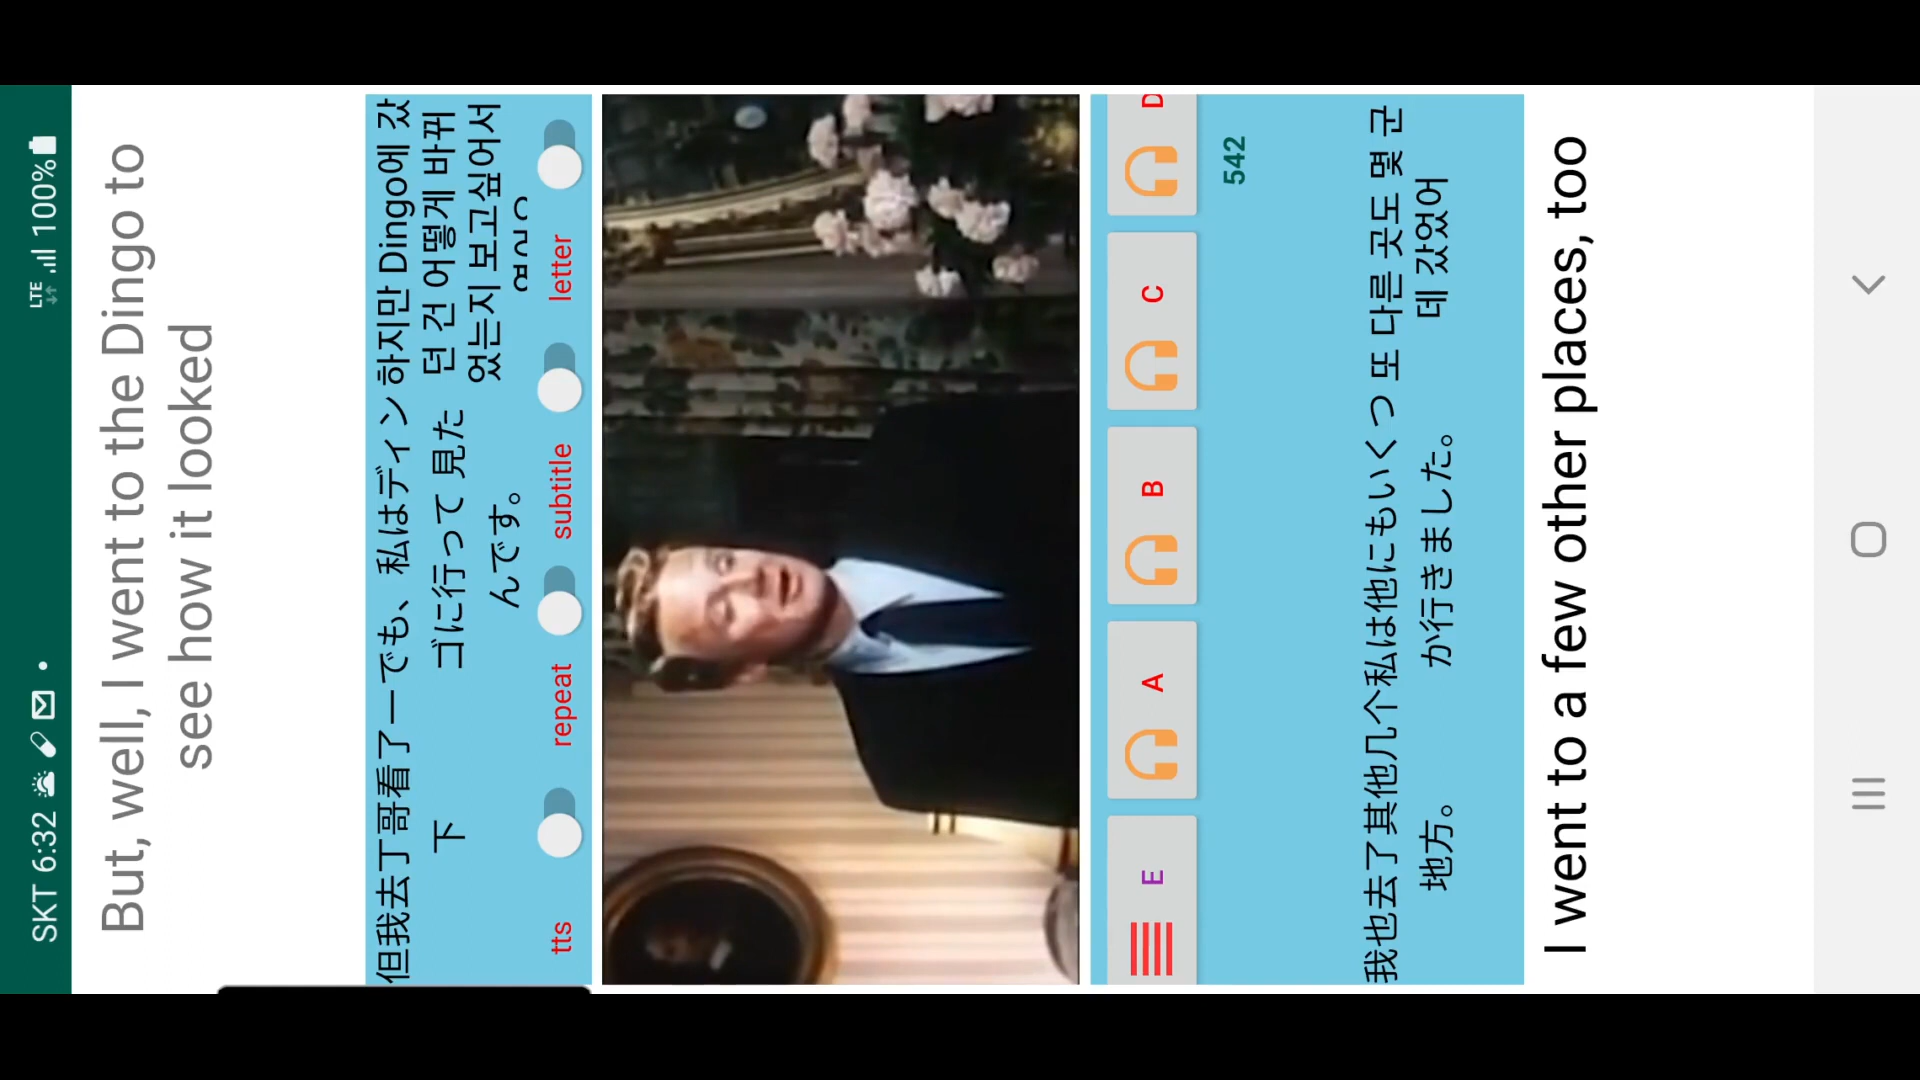 SKT 6:32
LTE 100%
But, well, I went to the Dingo to
see how it looked
但我去丁哥看了一
下
でも、私はディン
ゴに行って 見た
んです。
하지만 Dingo에 갔
던 건 어떻게 바뀌
었는지 보고싶어서
tts
repeat
subtitle
letter
E
A
B
C
D
542
我也去了其他几个
地方。
私は他にもいくつ
か行きました。
또 다른 곳도 몇 군
데 갔었어
I went to a few other places, too